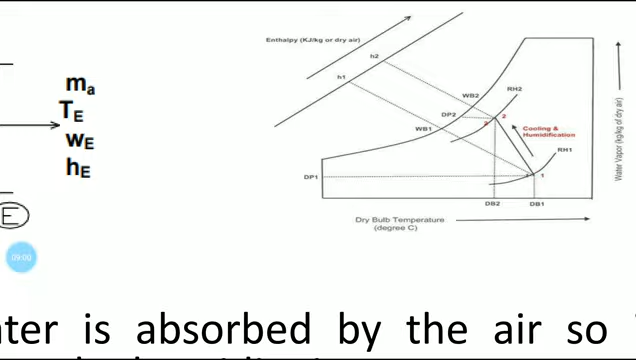 mₐ
T_E
w_E
h_E
E
09:00
Enthalpy (KJ/kg or dry air)
h2
h1
WB2
RH2
DP2
2
WB1
Cooling &
Humidification
RH1
DP1
1
DB2
DB1
Dry Bulb Temperature
(degree C)
Water Vapor (kg/kg of dry air)
ater is absorbed by the air so